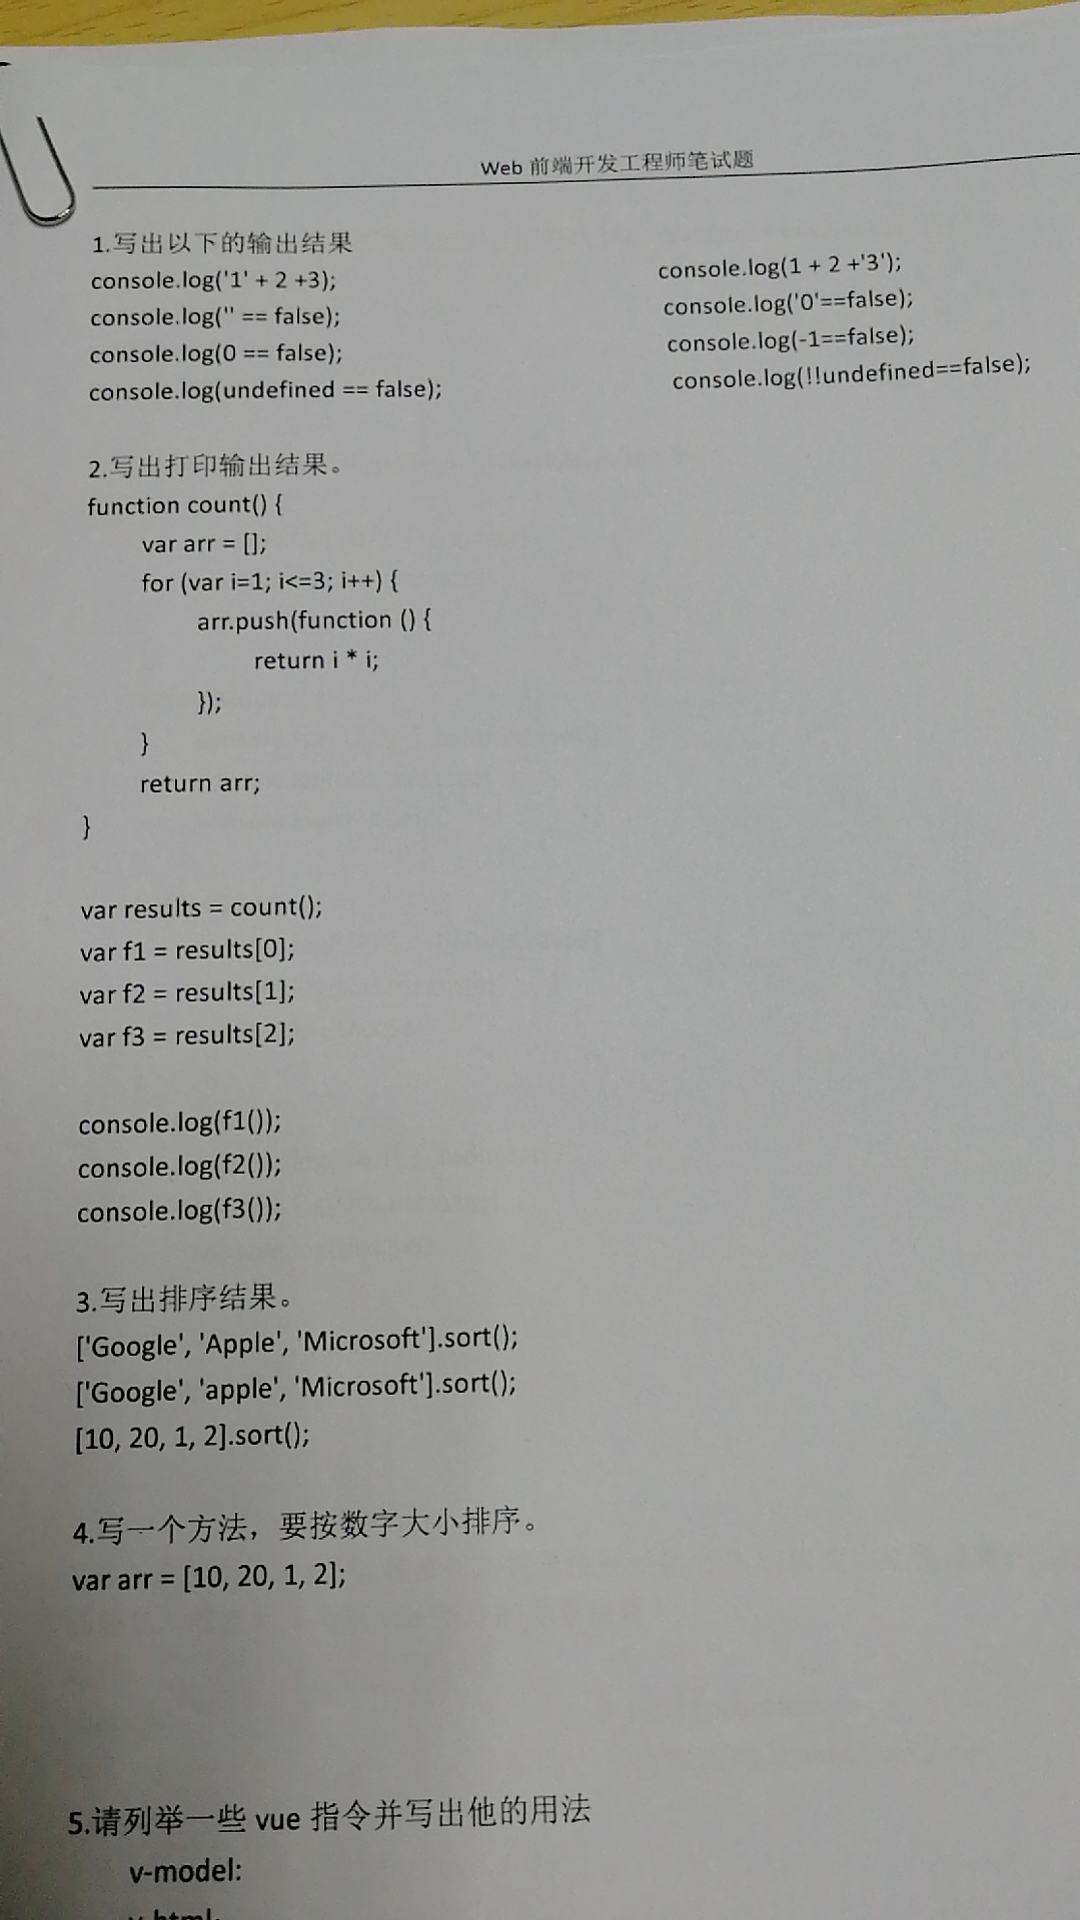 Web 前端开发工程师笔试题
1.写出以下的输出结果
console.log('1' + 2 +3);
console.log(1 + 2 +'3');
console.log('' == false);
console.log('0'==false);
console.log(0 == false);
console.log(-1==false);
console.log(undefined == false);
console.log(!!undefined==false);
2.写出打印输出结果。
function count() {
var arr = [];
for (var i=1; i<=3; i++) {
arr.push(function () {
return i * i;
});
}
return arr;
}
var results = count();
var f1 = results[0];
var f2 = results[1];
var f3 = results[2];
console.log(f1());
console.log(f2());
console.log(f3());
3.写出排序结果。
['Google', 'Apple', 'Microsoft'].sort();
['Google', 'apple', 'Microsoft'].sort();
[10, 20, 1, 2].sort();
4.写一个方法，要按数字大小排序。
var arr = [10, 20, 1, 2];
5.请列举一些 vue 指令并写出他的用法
v-model:
v-html: